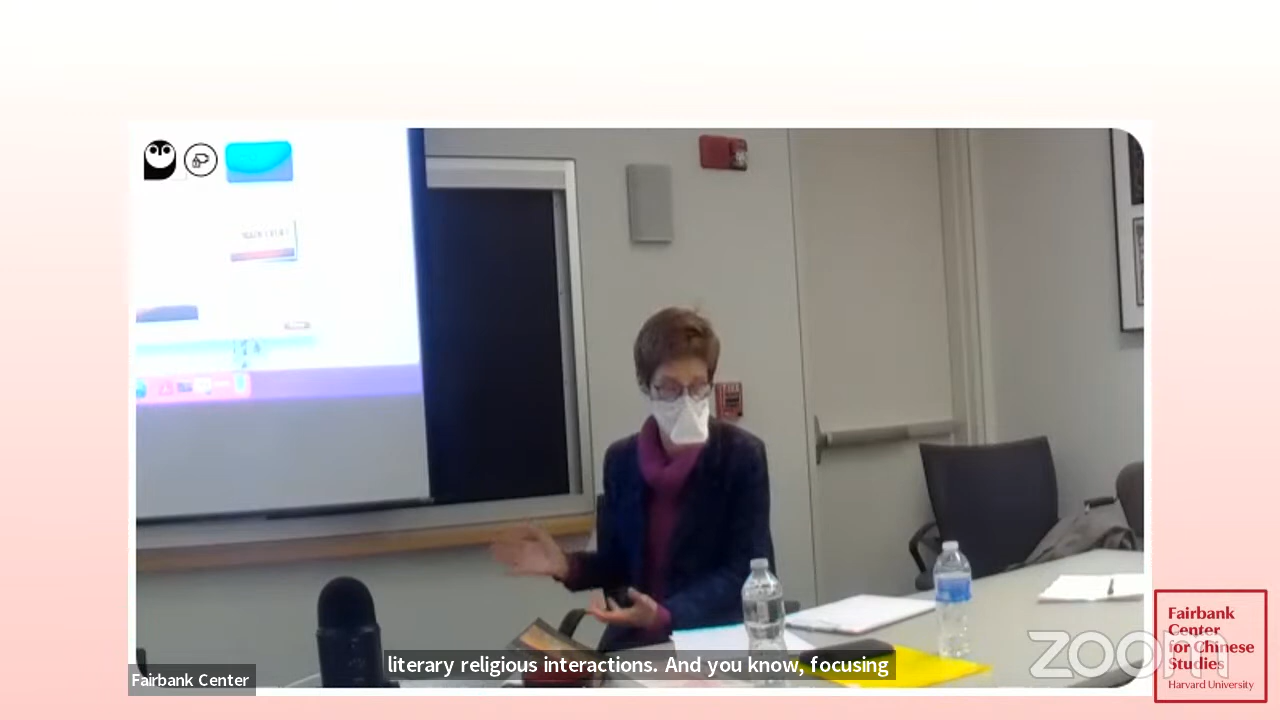 literary religious interactions. And you know, focusing
Fairbank Center
zoom
Fairbank
Center
for Chinese
Studies
Harvard University